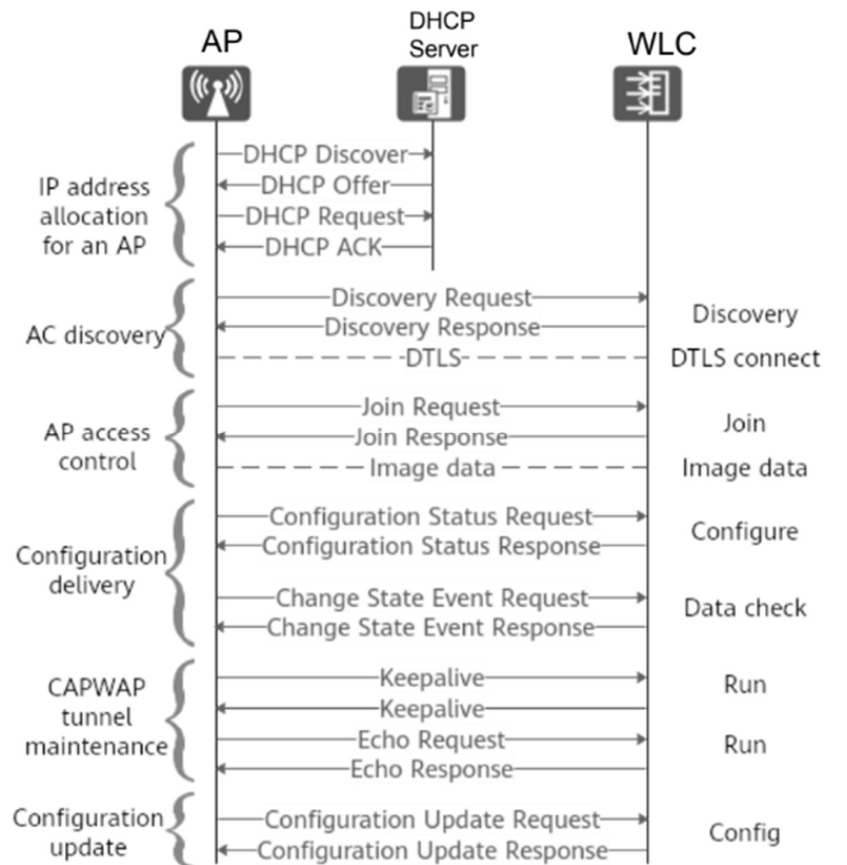 AP
DHCP
Server
WLC
IP address
allocation
for an AP
DHCP Discover
DHCP Offer
DHCP Request
DHCP ACK
AC discovery
Discovery Request
Discovery Response
Discovery
DTLS
DTLS connect
AP access
control
Join Request
Join Response
Join
Image data
Image data
Configuration
delivery
Configuration Status Request
Configuration Status Response
Configure
Change State Event Request
Change State Event Response
Data check
CAPWAP
tunnel
maintenance
Keepalive
Keepalive
Run
Echo Request
Echo Response
Run
Configuration
update
Configuration Update Request
Configuration Update Response
Config